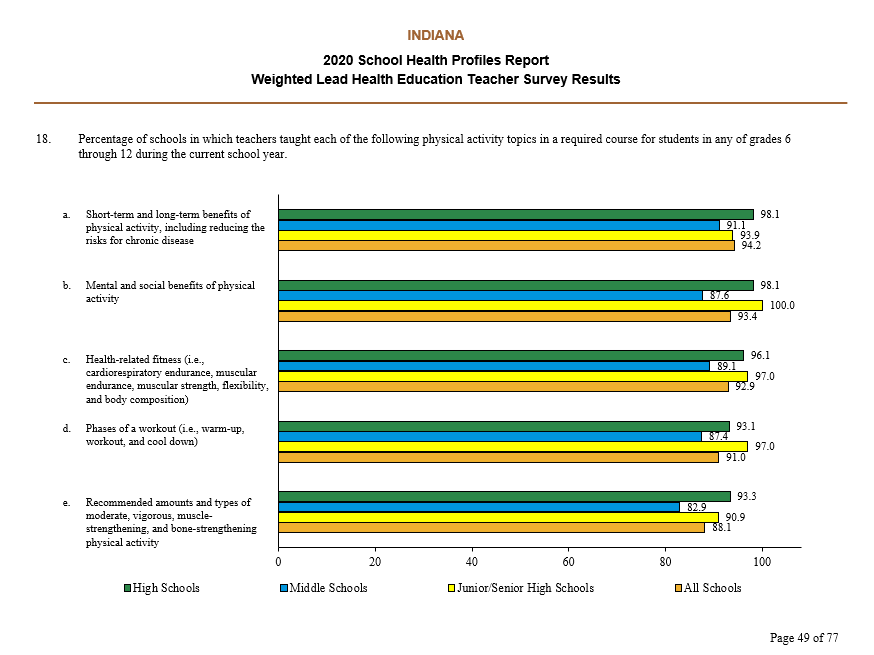 INDIANA
2020 School Health Profiles Report
Weighted Lead Health Education Teacher Survey Results
18. Percentage of schools in which teachers taught each of the following physical activity topics in a required course for students in any of grades 6
through 12 during the current school year.
a. Short-term and long-term benefits of
physical activity, including reducing the
risks for chronic disease
98.1
91.1
93.9
94.2
b. Mental and social benefits of physical
activity
98.1
87.6
100.0
93.4
c. Health-related fitness (i.e.,
cardiorespiratory endurance, muscular
endurance, muscular strength, flexibility,
and body composition)
96.1
89.1
97.0
92.9
d. Phases of a workout (i.e., warm-up,
workout, and cool down)
93.1
87.4
97.0
91.0
e. Recommended amounts and types of
moderate, vigorous, muscle-
strengthening, and bone-strengthening
physical activity
93.3
82.9
90.9
88.1
0 20 40 60 80 100
High Schools Middle Schools Junior/Senior High Schools All Schools
Page 49 of 77